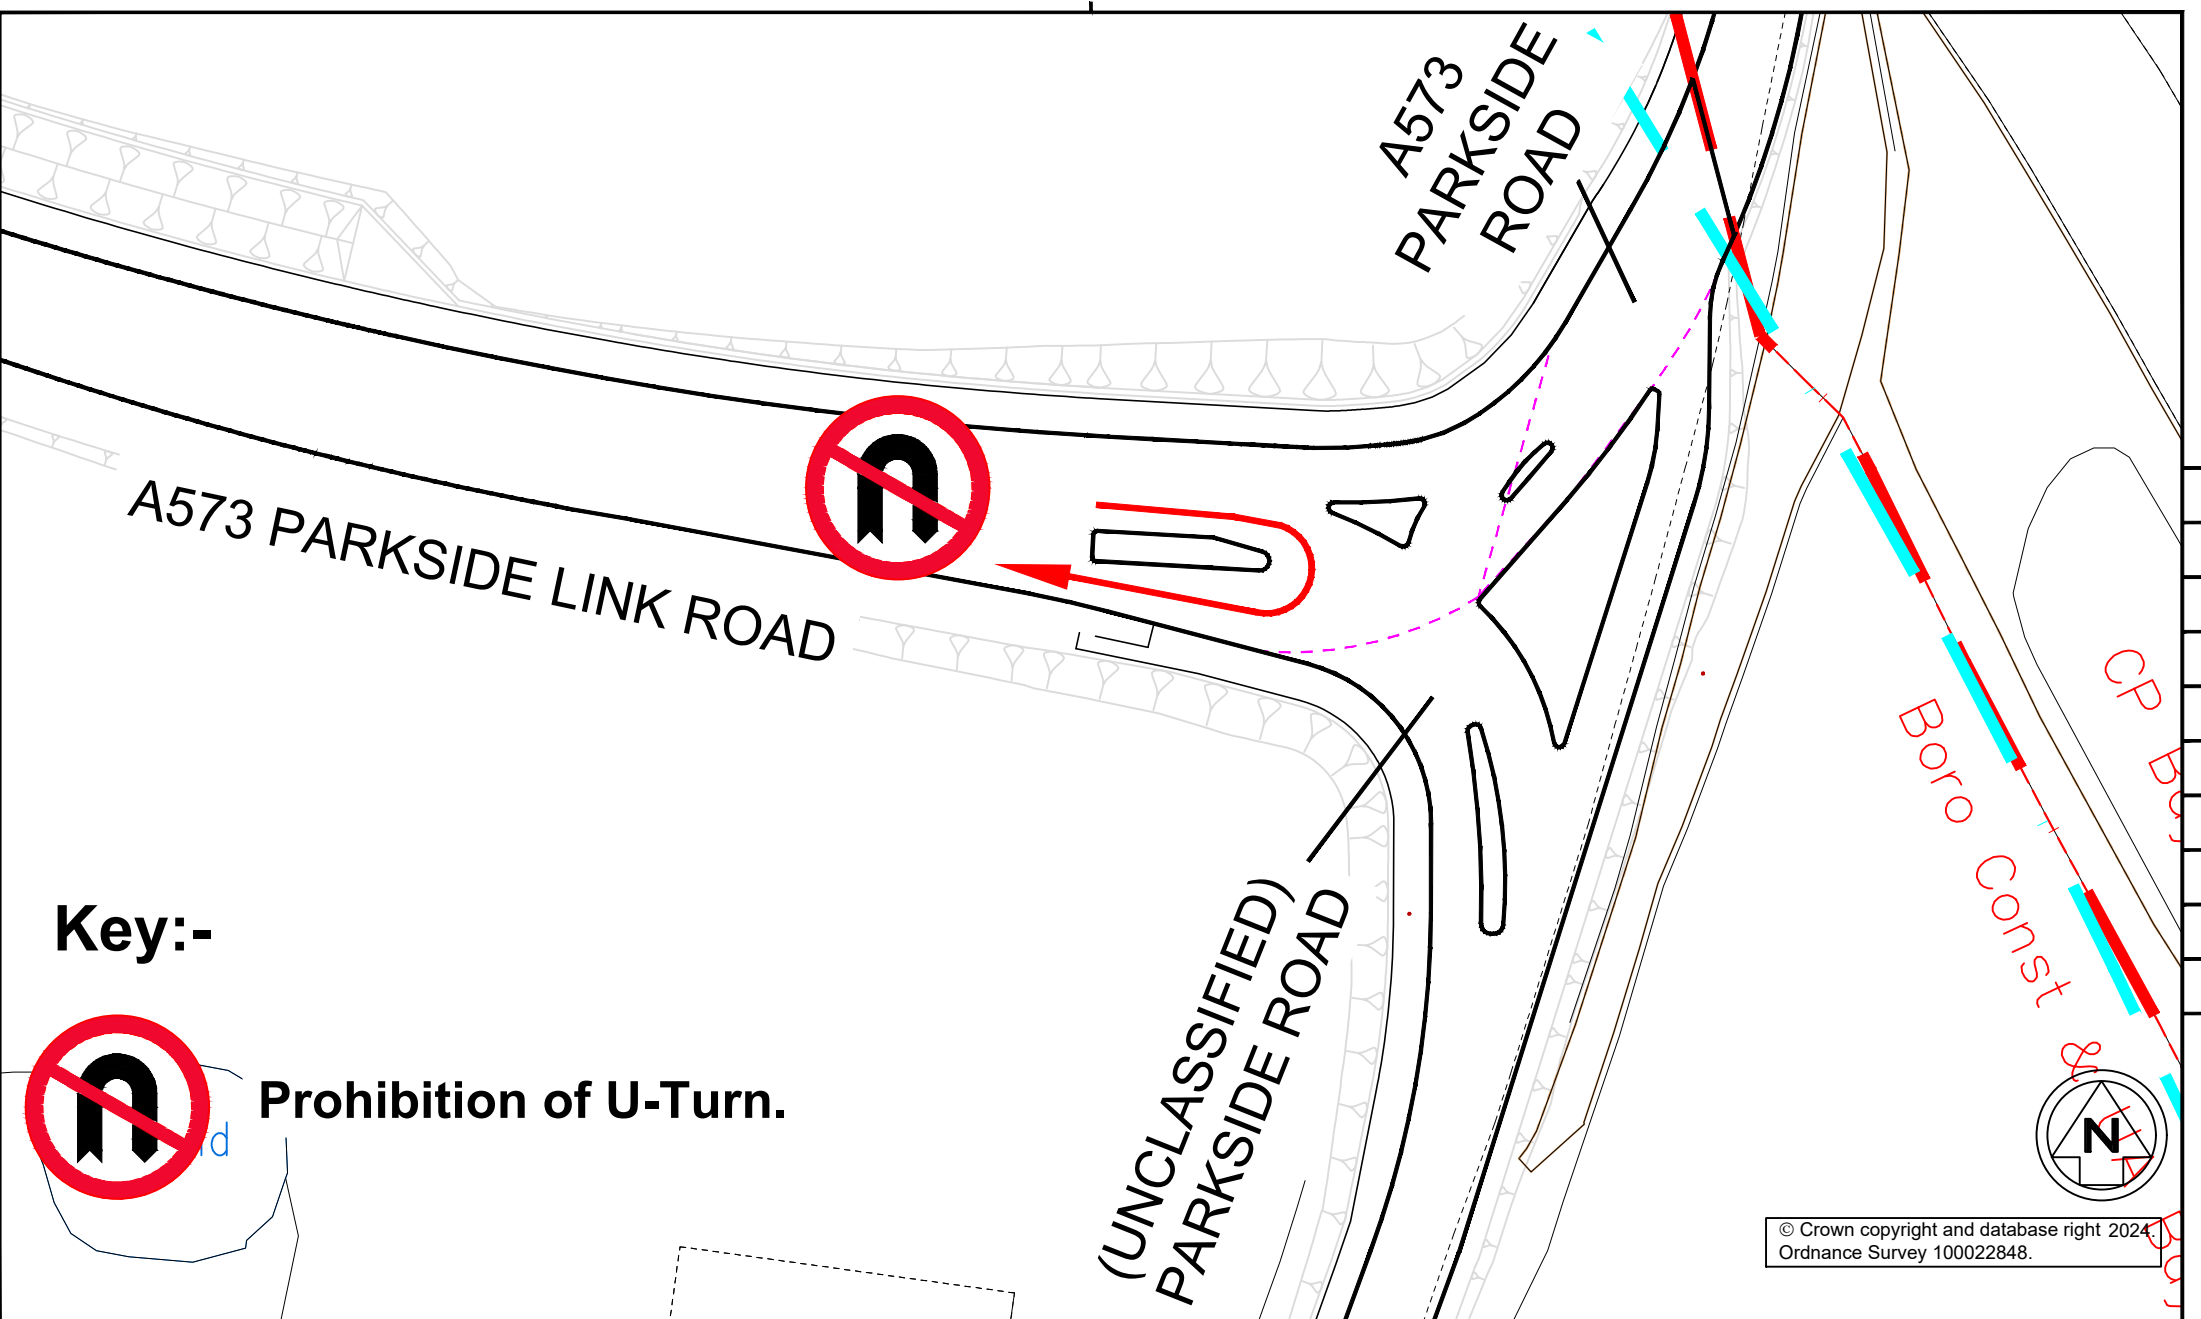 A573
PARKSIDE
ROAD
A573 PARKSIDE LINK ROAD
CP
Boro Const &
Key:-
Prohibition of U-Turn.
(UNCLASSIFIED)
PARKSIDE ROAD
N
© Crown copyright and database right 2024.
Ordnance Survey 100022848.